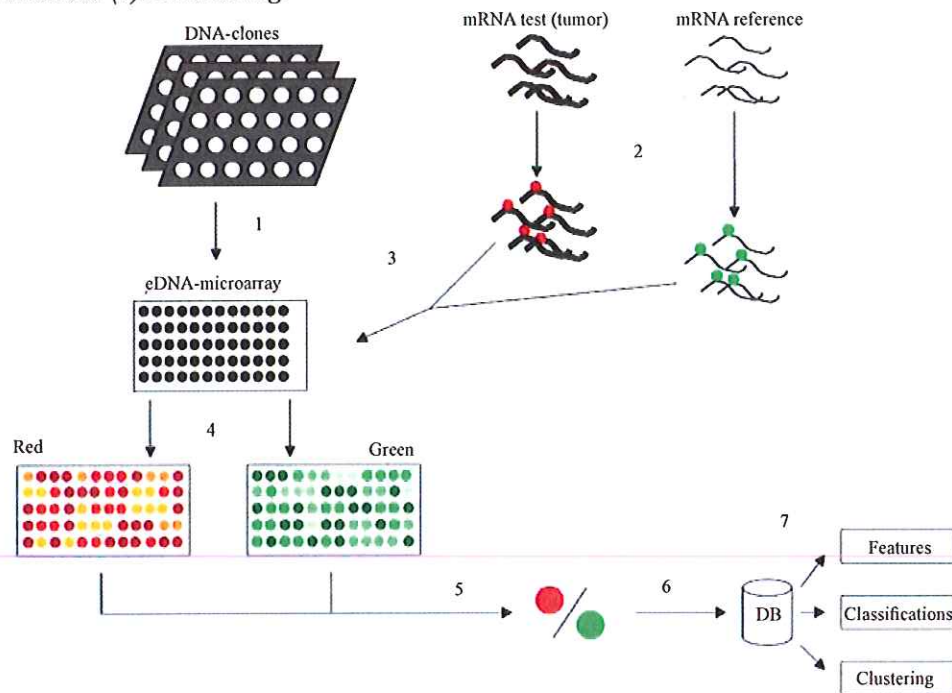 DNA-clones
mRNA test (tumor)
mRNA reference
2
1
3
eDNA-microarray
4
Red
Green
7
Features
5
6
DB
Classifications
Clustering